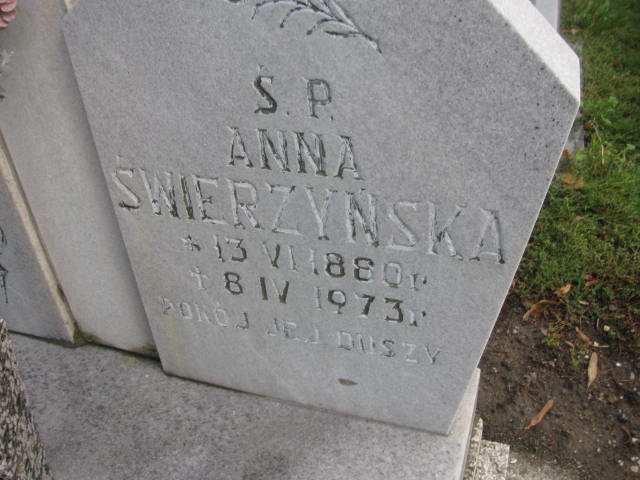 Ś. P.
ANNA
ŚWIERZYŃSKA
* 13 VI 1880 r
+ 8 IV 1973 r
POKÓJ JEJ DUSZY